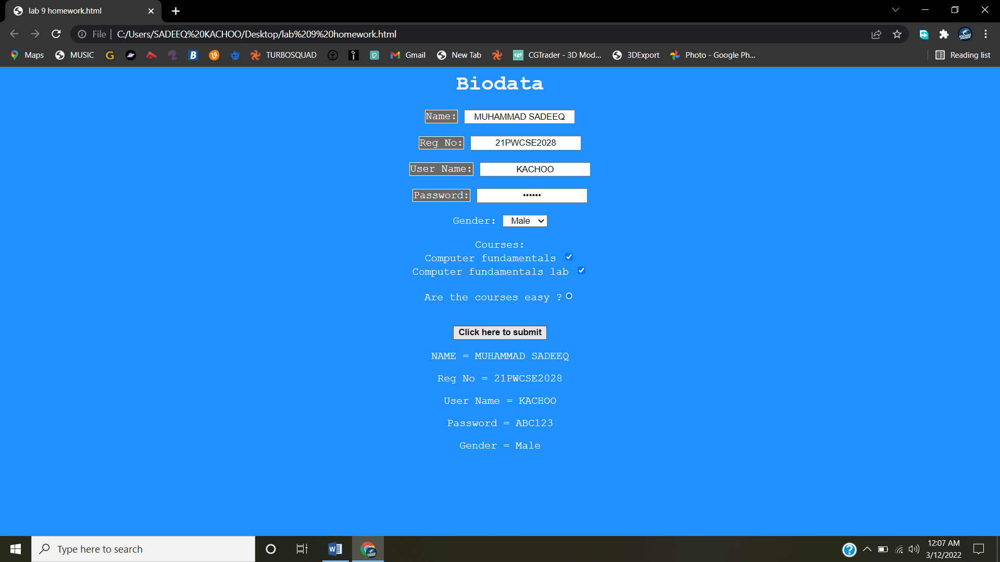 lab 9 homework.html
File
C:/Users/SADEEQ%20KACHOO/Desktop/lab%209%20homework.html
Maps MUSIC G B TURBOSQUAD Gmail New Tab cgt CGTrader - 3D Mod... 3DExport Photo - Google Ph... Reading list
Biodata
Name: MUHAMMAD SADEEQ
Reg No: 21PWCSE2028
User Name: KACHOO
Password: ••••••
Gender: Male
Courses:
Computer fundamentals
Computer fundamentals lab
Are the courses easy ?
Click here to submit
NAME = MUHAMMAD SADEEQ
Reg No = 21PWCSE2028
User Name = KACHOO
Password = ABC123
Gender = Male
Type here to search
W
?
12:07 AM
3/12/2022